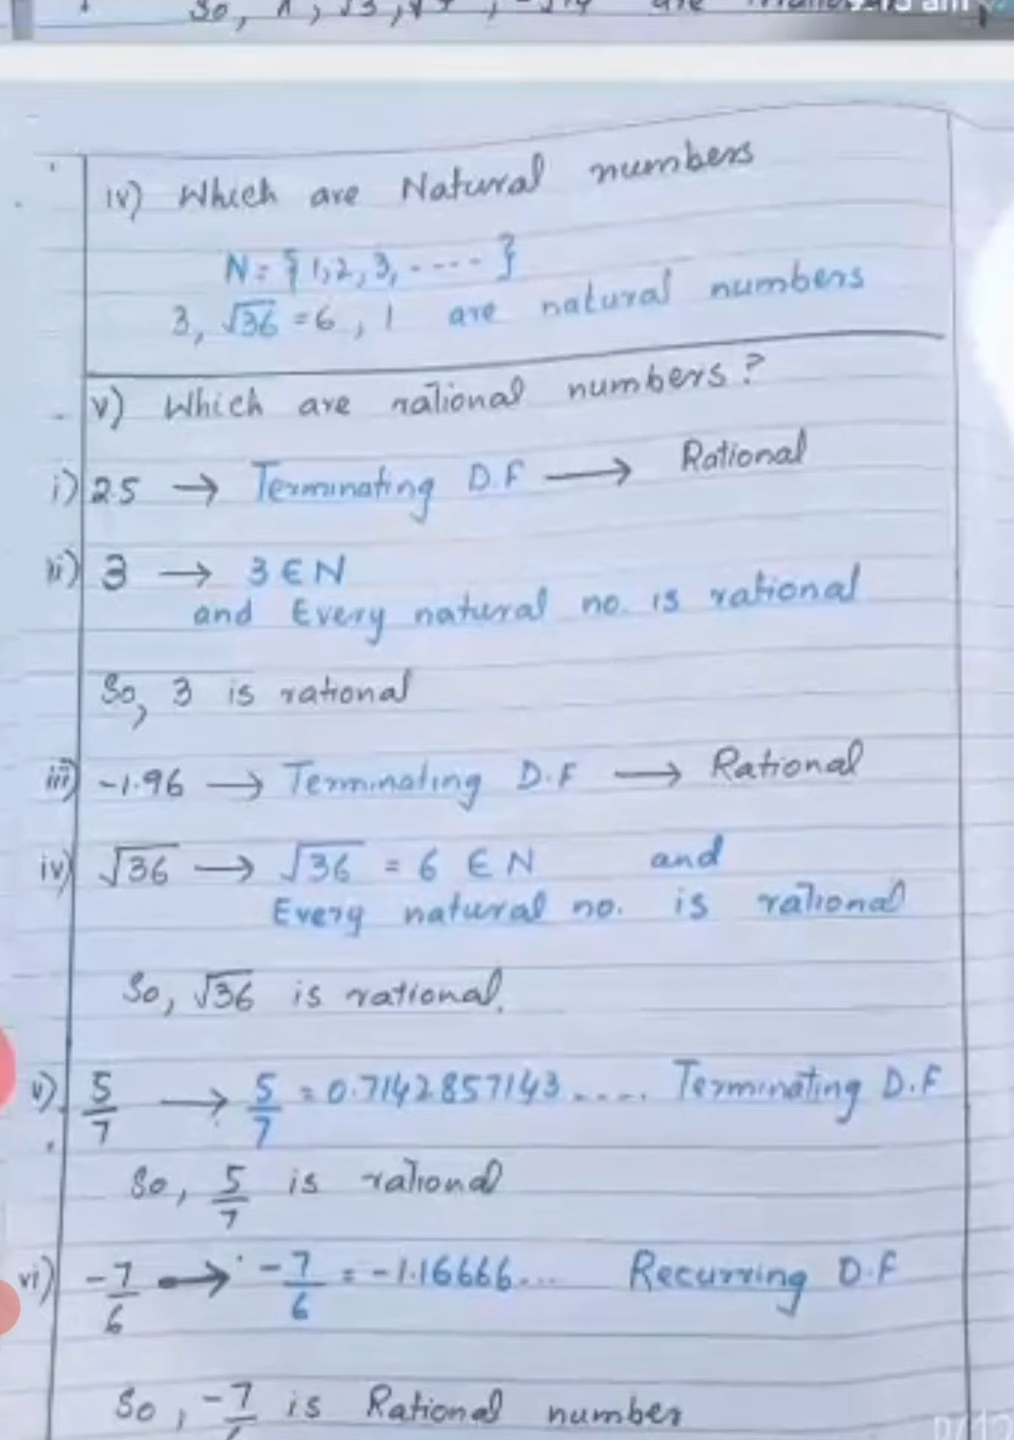 So, π, √3,
iv) Which are Natural numbers
N = {1,2,3, ---- }
3, √36 = 6, 1 are natural numbers
v) Which are rational numbers?
i) 2.5 → Terminating D.F → Rational
ii) 3 → 3 ∈ N
and Every natural no. is rational
So, 3 is rational
iii) -1.96 → Terminating D.F → Rational
iv) √36 → √36 = 6 ∈ N and
Every natural no. is rational
So, √36 is rational.
v) 5/7 → 5/7 = 0.7142857143..... Terminating D.F
So, 5/7 is rational
vi) -7/6 → -7/6 = -1.16666... Recurring D.F
So, -7/6 is Rational number